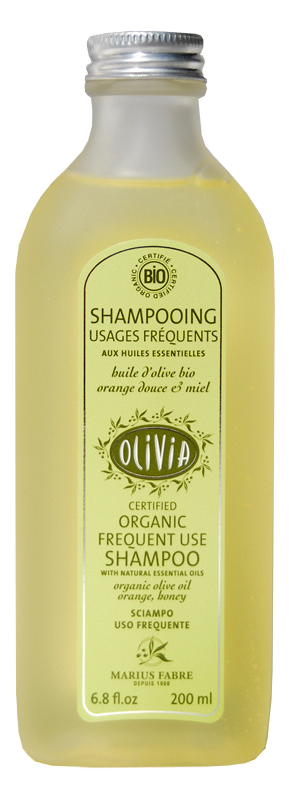 CERTIFIÉ • CERTIFIED ORGANIC •
BIO
SHAMPOOING
USAGES FRÉQUENTS
AUX HUILES ESSENTIELLES
huile d'olive bio
orange douce & miel
OLIVIA
CERTIFIED
ORGANIC
FREQUENT USE
SHAMPOO
WITH NATURAL ESSENTIAL OILS
organic olive oil
orange, honey
SCIAMPO
USO FREQUENTE
MARIUS FABRE
DEPUIS 1900
6.8 fl.oz 200 ml